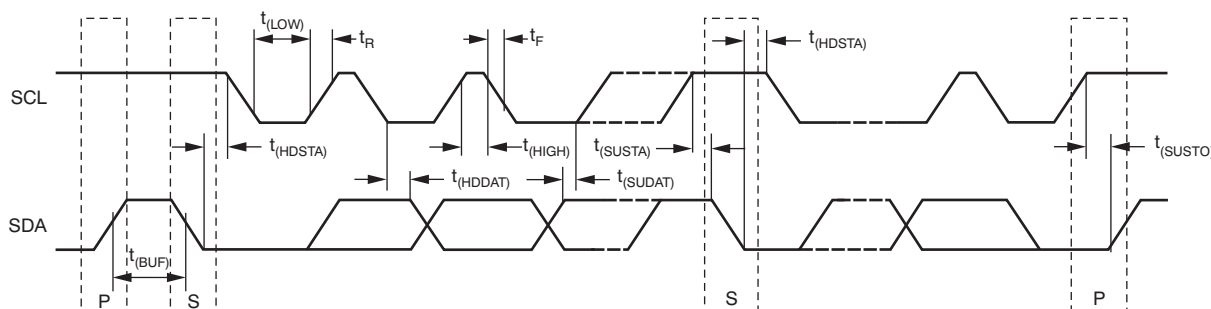 t(LOW)
tR
tF
t(HDSTA)
SCL
t(HDSTA)
t(HIGH)
t(SUSTA)
t(SUSTO)
t(HDDAT)
t(SUDAT)
SDA
t(BUF)
P
S
S
P